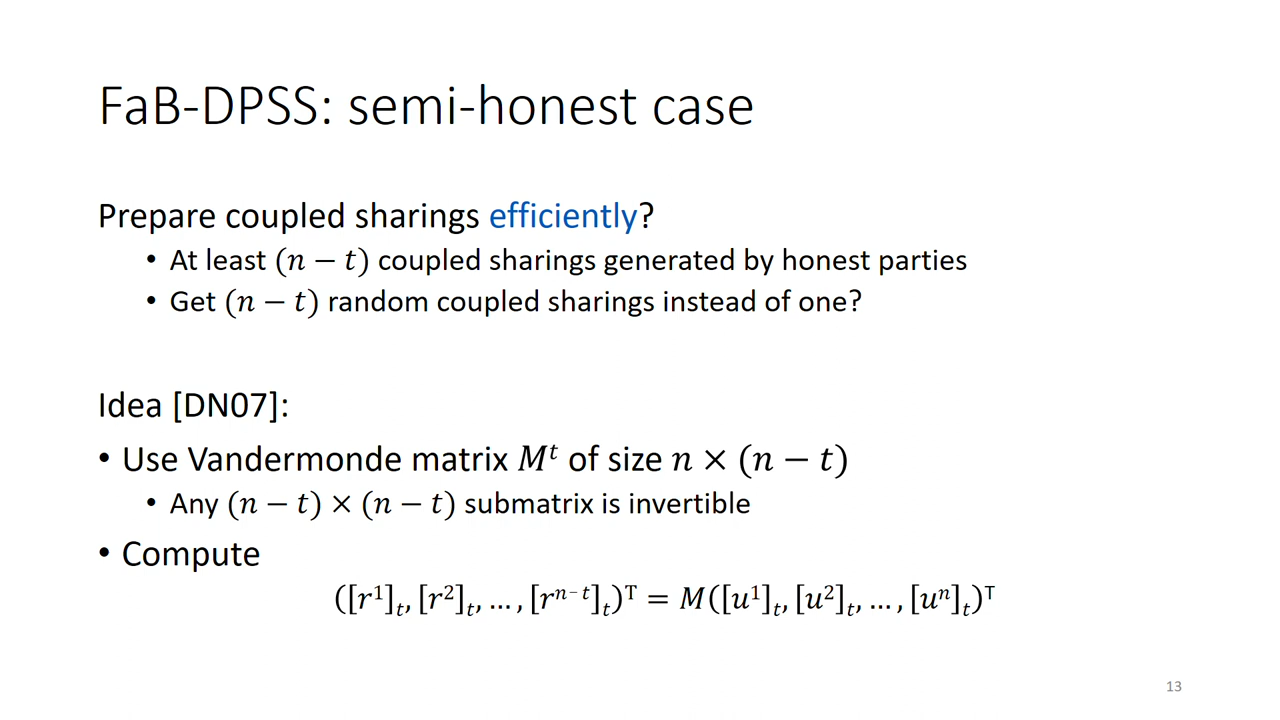 FaB-DPSS: semi-honest case
Prepare coupled sharings efficiently?
• At least (n − t) coupled sharings generated by honest parties
• Get (n − t) random coupled sharings instead of one?
Idea [DN07]:
• Use Vandermonde matrix Mᵗ of size n × (n − t)
• Any (n − t) × (n − t) submatrix is invertible
• Compute
([r¹]ₜ, [r²]ₜ, … , [rⁿ⁻ᵗ]ₜ)ᵀ = M([u¹]ₜ, [u²]ₜ, … , [uⁿ]ₜ)ᵀ
13